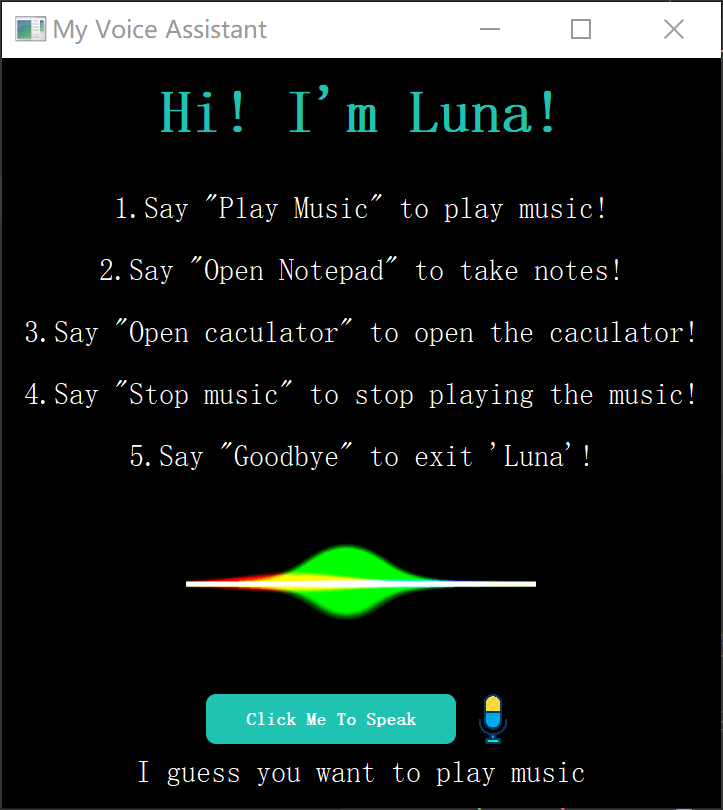 My Voice Assistant
Hi! I'm Luna!
1.Say "Play Music" to play music!
2.Say "Open Notepad" to take notes!
3.Say "Open caculator" to open the caculator!
4.Say "Stop music" to stop playing the music!
5.Say "Goodbye" to exit 'Luna'!
Click Me To Speak
I guess you want to play music